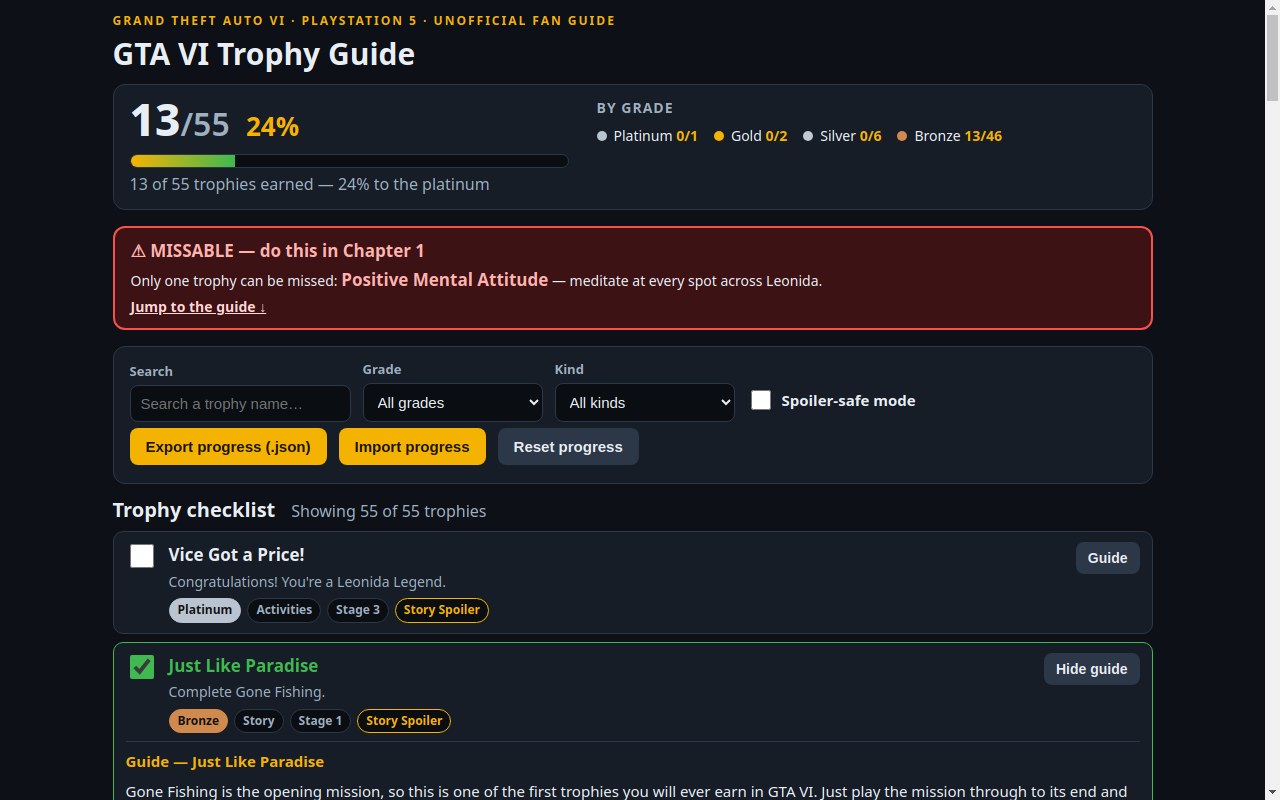 GRAND THEFT AUTO VI · PLAYSTATION 5 · UNOFFICIAL FAN GUIDE
GTA VI Trophy Guide
13/55 24%
13 of 55 trophies earned — 24% to the platinum
BY GRADE
Platinum 0/1 Gold 0/2 Silver 0/6 Bronze 13/46
⚠ MISSABLE — do this in Chapter 1
Only one trophy can be missed: Positive Mental Attitude — meditate at every spot across Leonida.
Jump to the guide ↓
Search Grade Kind
Search a trophy name… All grades All kinds Spoiler-safe mode
Export progress (.json) Import progress Reset progress
Trophy checklist Showing 55 of 55 trophies
Vice Got a Price! Guide
Congratulations! You're a Leonida Legend.
Platinum Activities Stage 3 Story Spoiler
Just Like Paradise Hide guide
Complete Gone Fishing.
Bronze Story Stage 1 Story Spoiler
Guide — Just Like Paradise
Gone Fishing is the opening mission, so this is one of the first trophies you will ever earn in GTA VI. Just play the mission through to its end and